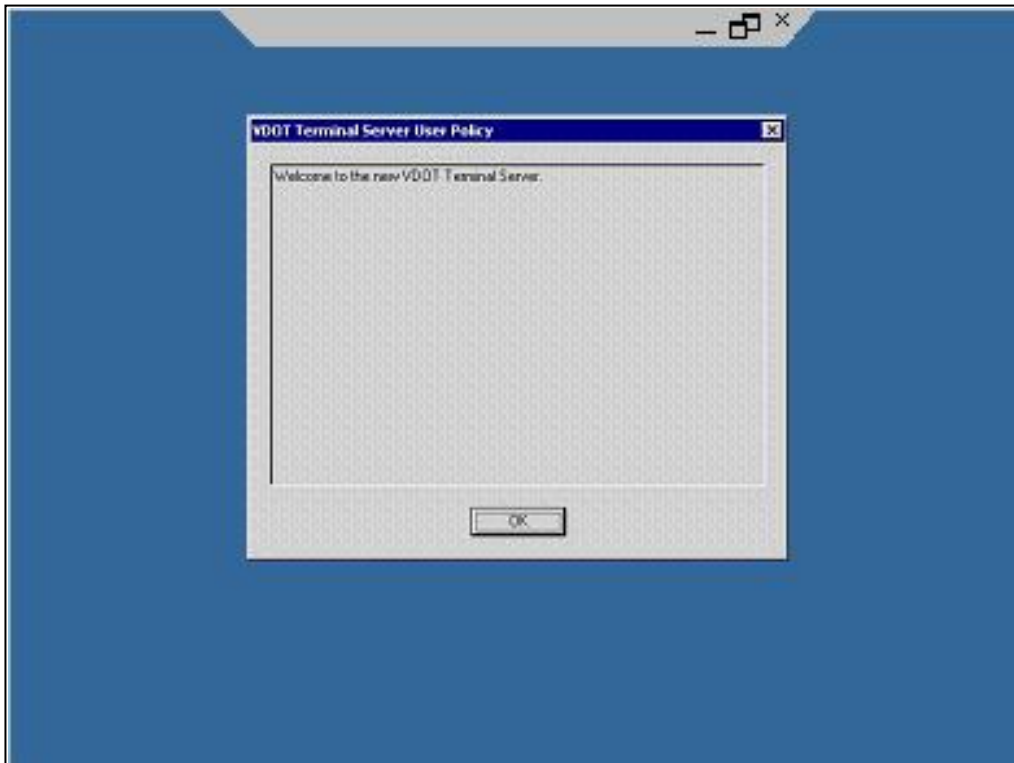 VDOT Terminal Server User Policy
Welcome to the new VDOT Terminal Server.
OK